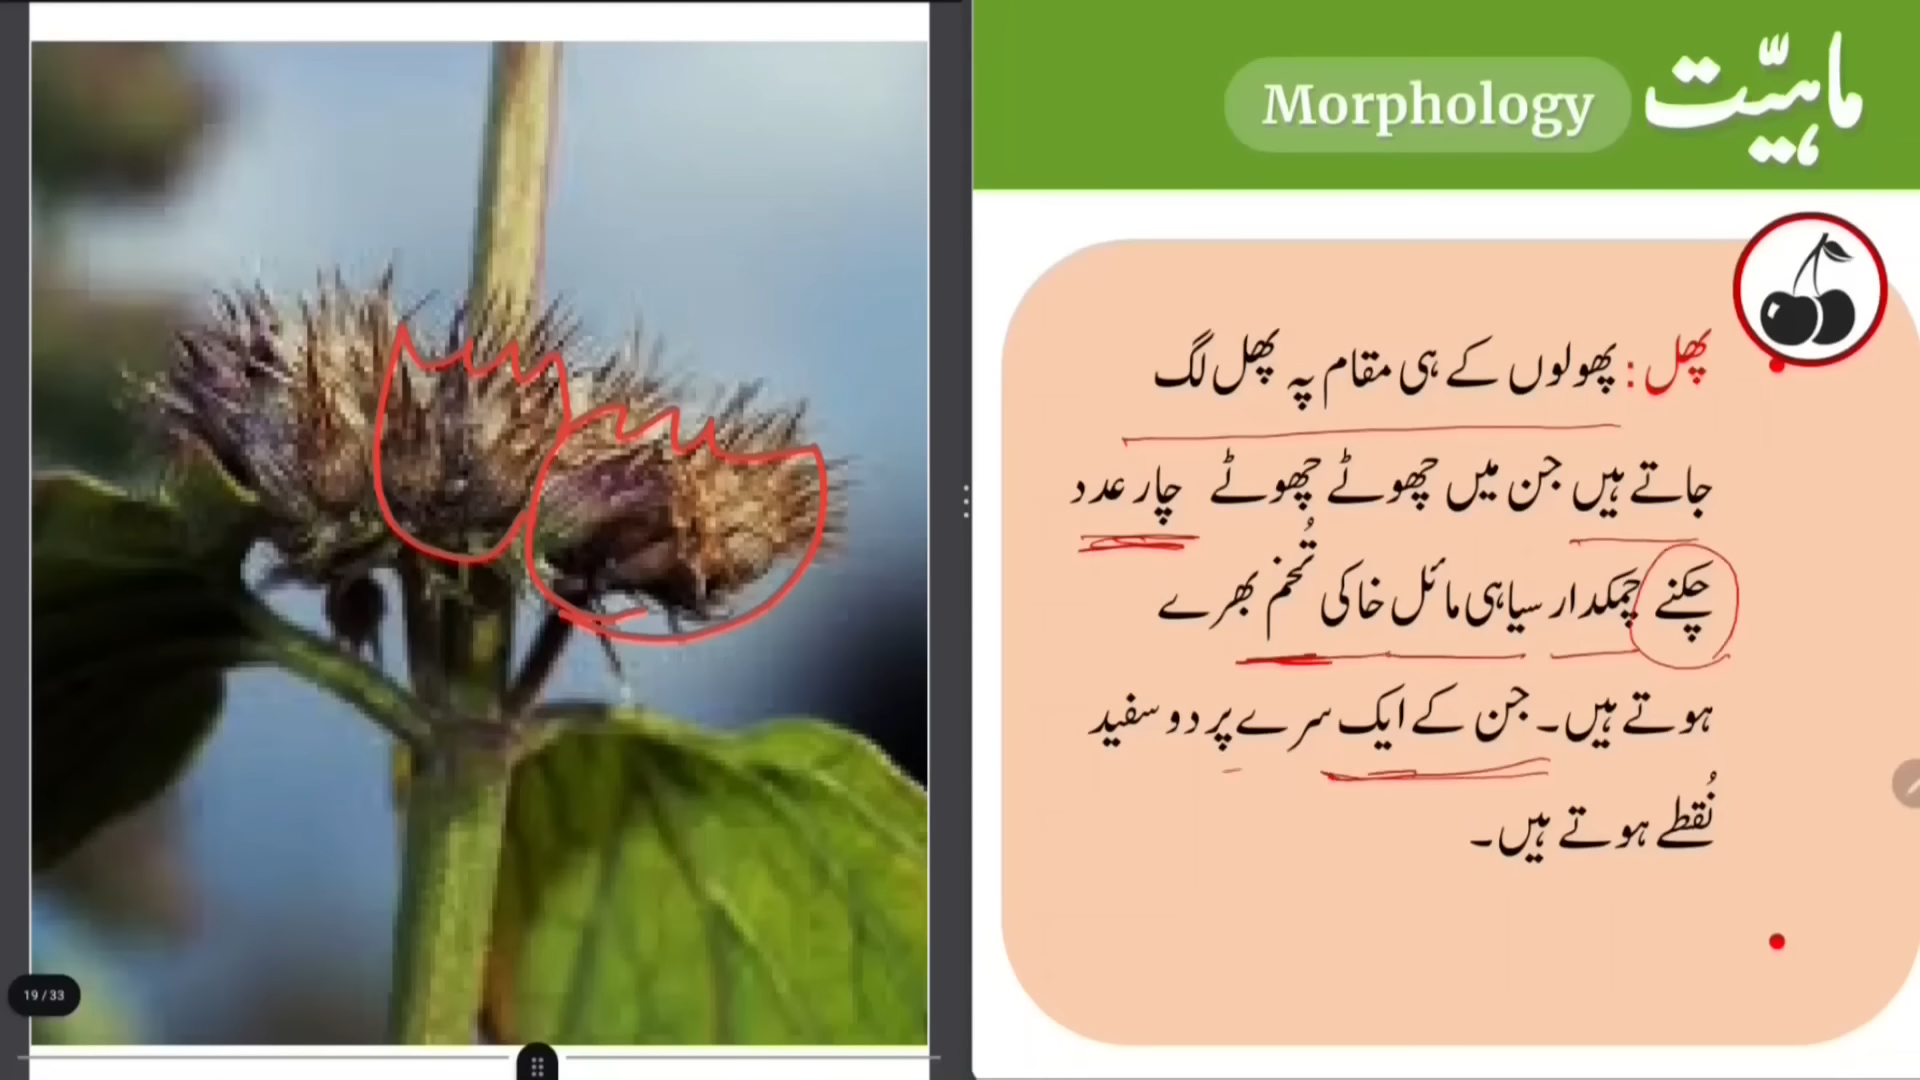 ماہیّت
Morphology
پھل: پھولوں کے ہی مقام پہ پھل لگ
جاتے ہیں جن میں چھوٹے چھوٹے چار عدد
چکنے چمکدار سیاہی مائل خاکی تُخم بھرے
ہوتے ہیں۔ جن کے ایک سرے پر دو سفید
نُقطے ہوتے ہیں۔
19/33